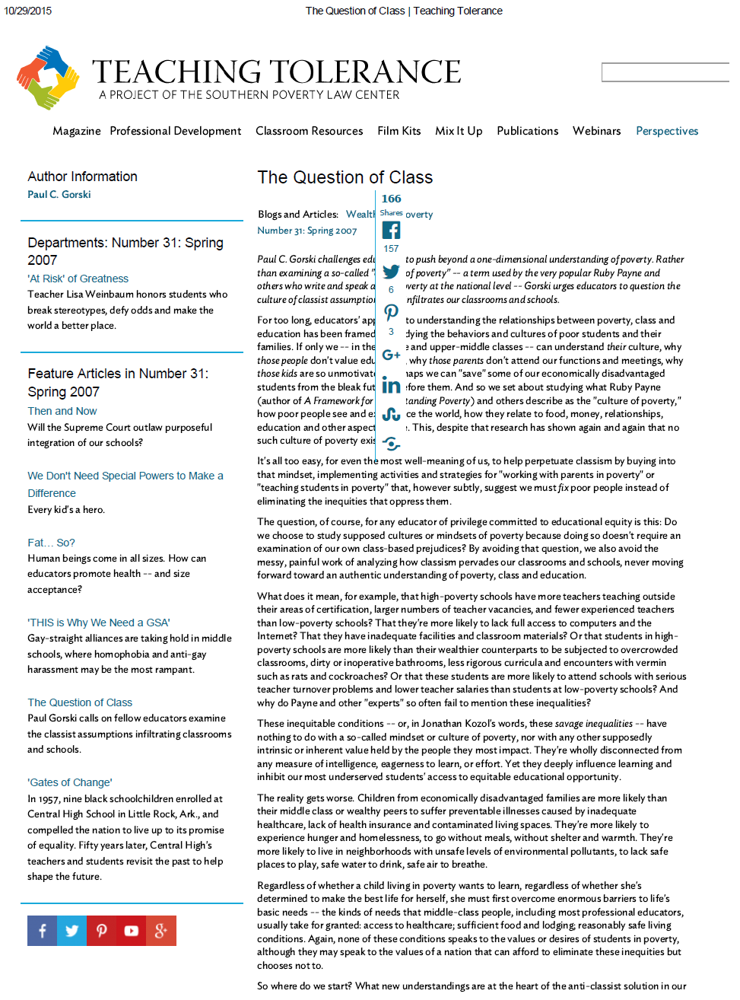 10/29/2015
The Question of Class | Teaching Tolerance
TEACHING TOLERANCE
A PROJECT OF THE SOUTHERN POVERTY LAW CENTER
Magazine Professional Development Classroom Resources Film Kits Mix It Up Publications Webinars Perspectives
Author Information
Paul C. Gorski
Departments: Number 31: Spring
2007
'At Risk' of Greatness
Teacher Lisa Weinbaum honors students who
break stereotypes, defy odds and make the
world a better place.
Feature Articles in Number 31:
Spring 2007
Then and Now
Will the Supreme Court outlaw purposeful
integration of our schools?
We Don't Need Special Powers to Make a
Difference
Every kid's a hero.
Fat... So?
Human beings come in all sizes. How can
educators promote health -- and size
acceptance?
'THIS is Why We Need a GSA'
Gay-straight alliances are taking hold in middle
schools, where homophobia and anti-gay
harassment may be the most rampant.
The Question of Class
Paul Gorski calls on fellow educators examine
the classist assumptions infiltrating classrooms
and schools.
'Gates of Change'
In 1957, nine black schoolchildren enrolled at
Central High School in Little Rock, Ark., and
compelled the nation to live up to its promise
of equality. Fifty years later, Central High's
teachers and students revisit the past to help
shape the future.
The Question of Class
166
Shares
157
6
3
Blogs and Articles: Wealt overty
Number 31: Spring 2007
Paul C. Gorski challenges edu to push beyond a one-dimensional understanding of poverty. Rather
than examining a so-called " of poverty" -- a term used by the very popular Ruby Payne and
others who write and speak a verty at the national level -- Gorski urges educators to question the
culture of classist assumption nfiltrates our classrooms and schools.
For too long, educators' app to understanding the relationships between poverty, class and
education has been framed dying the behaviors and cultures of poor students and their
families. If only we -- in the e and upper-middle classes -- can understand their culture, why
those people don't value edu , why those parents don't attend our functions and meetings, why
those kids are so unmotivate haps we can "save" some of our economically disadvantaged
students from the bleak fut efore them. And so we set about studying what Ruby Payne
(author of A Framework for tanding Poverty) and others describe as the "culture of poverty,"
how poor people see and ex ce the world, how they relate to food, money, relationships,
education and other aspect . This, despite that research has shown again and again that no
such culture of poverty exis
It's all too easy, for even the most well-meaning of us, to help perpetuate classism by buying into
that mindset, implementing activities and strategies for "working with parents in poverty" or
"teaching students in poverty" that, however subtly, suggest we must fix poor people instead of
eliminating the inequities that oppress them.
The question, of course, for any educator of privilege committed to educational equity is this: Do
we choose to study supposed cultures or mindsets of poverty because doing so doesn't require an
examination of our own class-based prejudices? By avoiding that question, we also avoid the
messy, painful work of analyzing how classism pervades our classrooms and schools, never moving
forward toward an authentic understanding of poverty, class and education.
What does it mean, for example, that high-poverty schools have more teachers teaching outside
their areas of certification, larger numbers of teacher vacancies, and fewer experienced teachers
than low-poverty schools? That they're more likely to lack full access to computers and the
Internet? That they have inadequate facilities and classroom materials? Or that students in high-
poverty schools are more likely than their wealthier counterparts to be subjected to overcrowded
classrooms, dirty or inoperative bathrooms, less rigorous curricula and encounters with vermin
such as rats and cockroaches? Or that these students are more likely to attend schools with serious
teacher turnover problems and lower teacher salaries than students at low-poverty schools? And
why do Payne and other "experts" so often fail to mention these inequalities?
These inequitable conditions -- or, in Jonathan Kozol's words, these savage inequalities -- have
nothing to do with a so-called mindset or culture of poverty, nor with any other supposedly
intrinsic or inherent value held by the people they most impact. They're wholly disconnected from
any measure of intelligence, eagerness to learn, or effort. Yet they deeply influence learning and
inhibit our most underserved students' access to equitable educational opportunity.
The reality gets worse. Children from economically disadvantaged families are more likely than
their middle class or wealthy peers to suffer preventable illnesses caused by inadequate
healthcare, lack of health insurance and contaminated living spaces. They're more likely to
experience hunger and homelessness, to go without meals, without shelter and warmth. They're
more likely to live in neighborhoods with unsafe levels of environmental pollutants, to lack safe
places to play, safe water to drink, safe air to breathe.
Regardless of whether a child living in poverty wants to learn, regardless of whether she's
determined to make the best life for herself, she must first overcome enormous barriers to life's
basic needs -- the kinds of needs that middle-class people, including most professional educators,
usually take for granted: access to healthcare; sufficient food and lodging; reasonably safe living
conditions. Again, none of these conditions speaks to the values or desires of students in poverty,
although they may speak to the values of a nation that can afford to eliminate these inequities but
chooses not to.
So where do we start? What new understandings are at the heart of the anti-classist solution in our